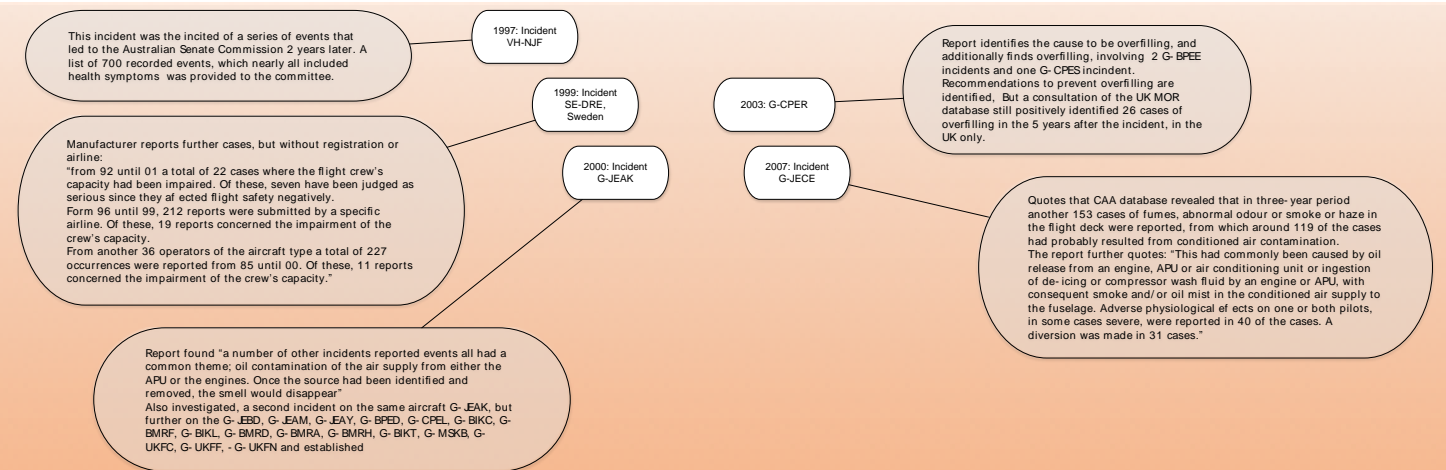 This incident was the incited of a series of events that
led to the Australian Senate Commission 2 years later. A
list of 700 recorded events, which nearly all included
health symptoms was provided to the committee.
1997: Incident
VH-NJF
1999: Incident
SE-DRE,
Sweden
Manufacturer reports further cases, but without registration or
airline:
"from 92 until 01 a total of 22 cases where the flight crew's
capacity had been impaired. Of these, seven have been judged as
serious since they af ected flight safety negatively.
Form 96 until 99, 212 reports were submitted by a specific
airline. Of these, 19 reports concerned the impairment of the
crew's capacity.
From another 36 operators of the aircraft type a total of 227
occurrences were reported from 85 until 00. Of these, 11 reports
concerned the impairment of the crew's capacity."
2000: Incident
G-JEAK
Report found "a number of other incidents reported events all had a
common theme; oil contamination of the air supply from either the
APU or the engines. Once the source had been identified and
removed, the smell would disappear"
Also investigated, a second incident on the same aircraft G-JEAK, but
further on the G-JEBD, G-JEAM, G-JEAY, G-BPED, G-CPEL, G-BIKC, G-
BMRF, G-BIKL, G-BMRD, G-BMRA, G-BMRH, G-BIKT, G-MSKB, G-
UKFC, G-UKFF, -G-UKFN and established
2003: G-CPER
Report identifies the cause to be overfilling, and
additionally finds overfilling, involving 2 G-BPEE
incidents and one G-CPES incindent.
Recommendations to prevent overfilling are
identified, But a consultation of the UK MOR
database still positively identified 26 cases of
overfilling in the 5 years after the incident, in the
UK only.
2007: Incident
G-JECE
Quotes that CAA database revealed that in three-year period
another 153 cases of fumes, abnormal odour or smoke or haze in
the flight deck were reported, from which around 119 of the cases
had probably resulted from conditioned air contamination.
The report further quotes: "This had commonly been caused by oil
release from an engine, APU or air conditioning unit or ingestion
of de-icing or compressor wash fluid by an engine or APU, with
consequent smoke and/or oil mist in the conditioned air supply to
the fuselage. Adverse physiological ef ects on one or both pilots,
in some cases severe, were reported in 40 of the cases. A
diversion was made in 31 cases."